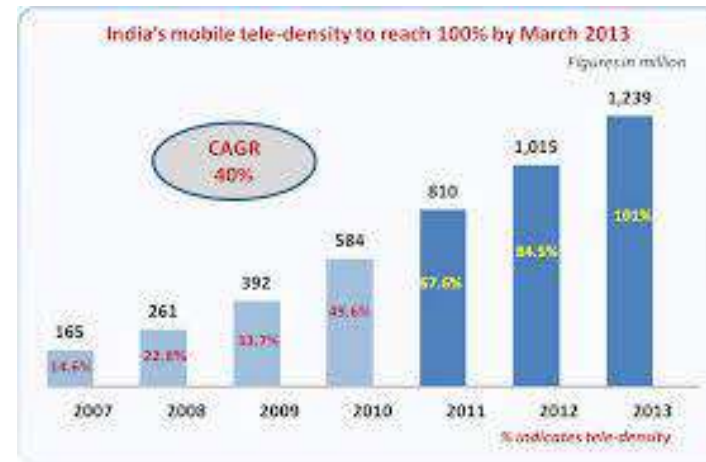 India's mobile tele-density to reach 100% by March 2013
Figures in million
1,239
CAGR
40%
1,015
810
101%
584
84.5%
392
67.6%
261
165
33.7%
22.8%
14.6%
2007 2008 2009 2010 2011 2012 2013
% indicates tele-density